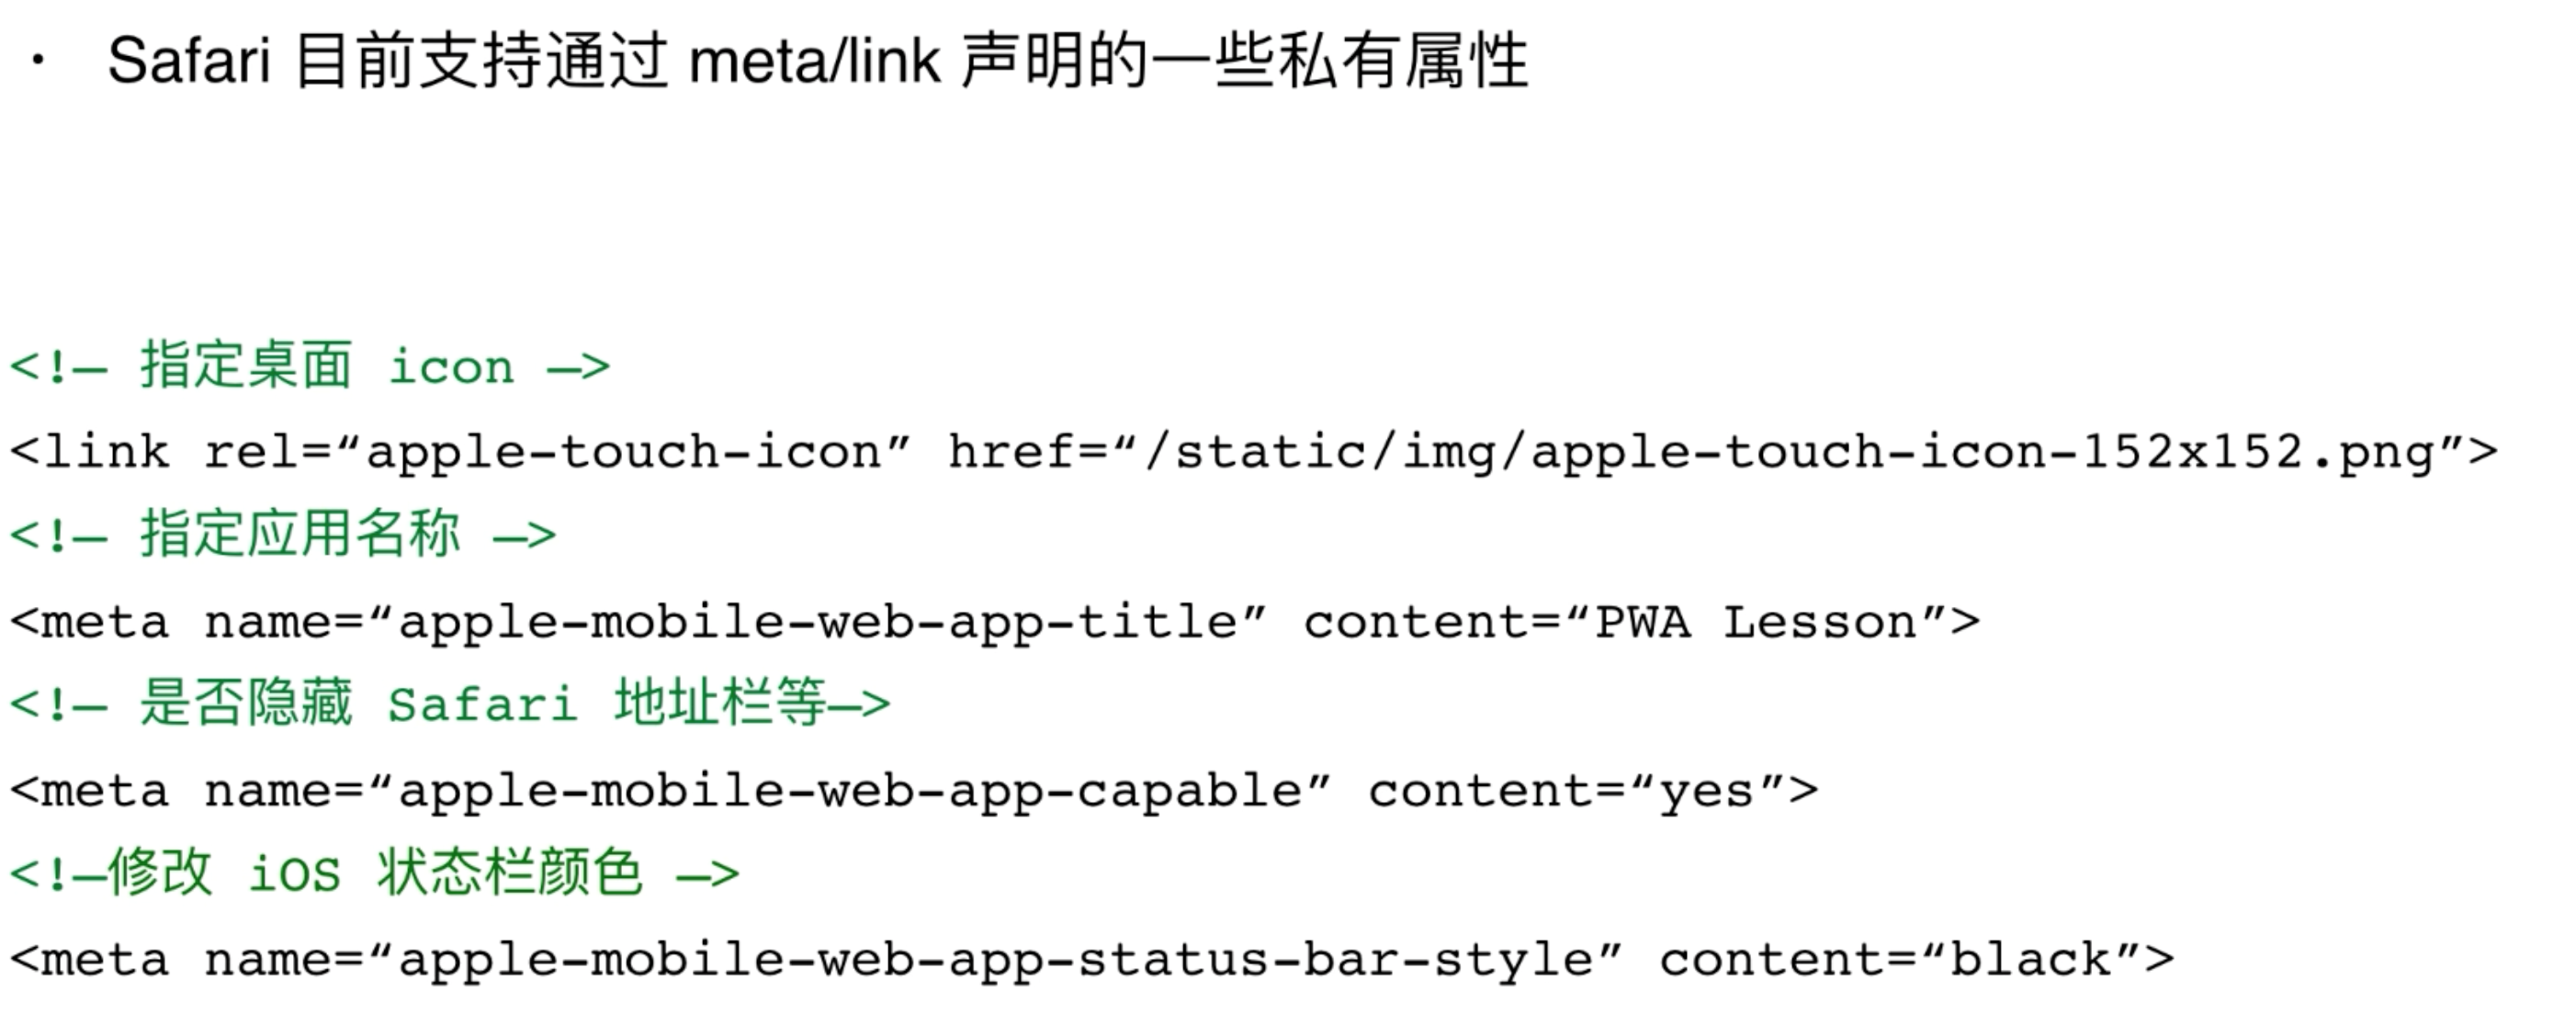 · Safari 目前支持通过 meta/link 声明的一些私有属性
<!— 指定桌面 icon —>
<link rel=“apple-touch-icon” href=“/static/img/apple-touch-icon-152x152.png”>
<!— 指定应用名称 —>
<meta name=“apple-mobile-web-app-title” content=“PWA Lesson”>
<!— 是否隐藏 Safari 地址栏等—>
<meta name=“apple-mobile-web-app-capable” content=“yes”>
<!—修改 iOS 状态栏颜色 —>
<meta name=“apple-mobile-web-app-status-bar-style” content=“black”>